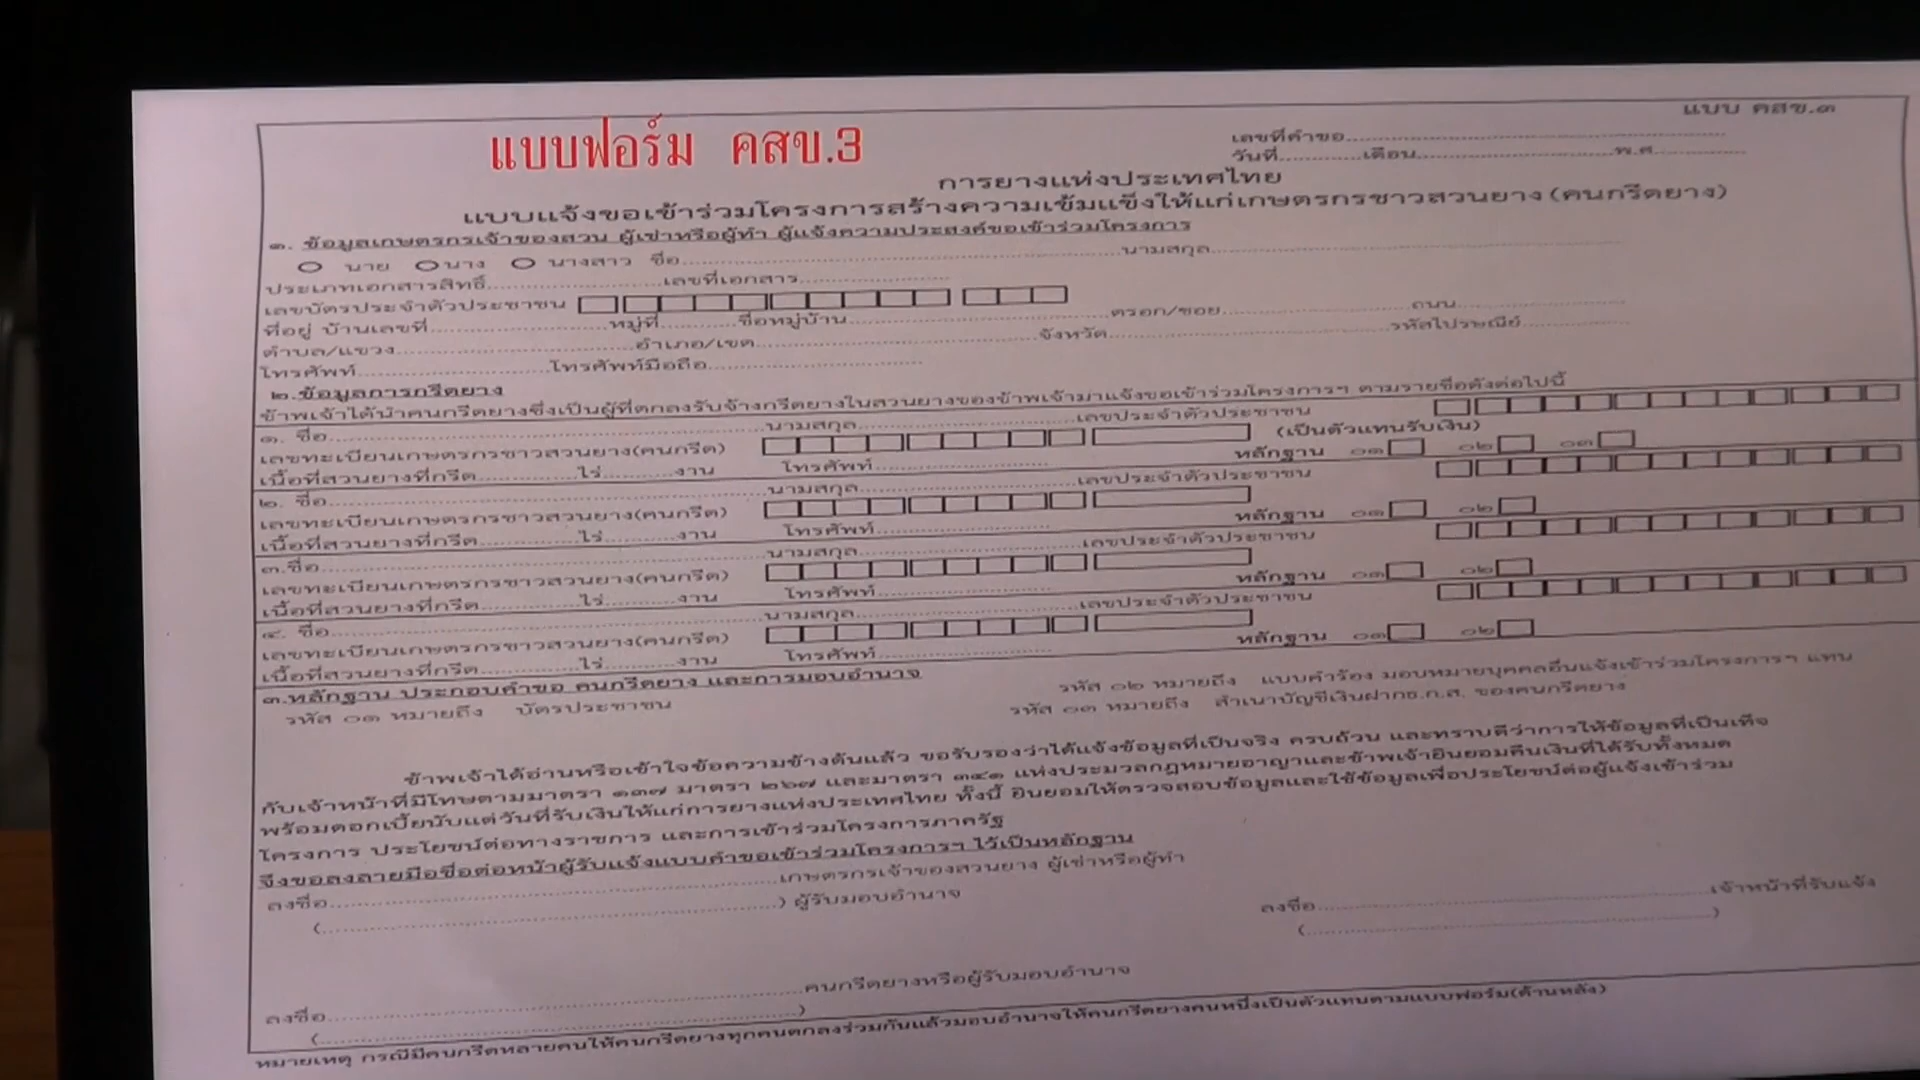 แบบ คสข.๓
แบบฟอร์ม คสข.3
เลขที่คำขอ
วันที่............เดือน............................พ.ศ.............
การยางแห่งประเทศไทย
แบบแจ้งขอเข้าร่วมโครงการสร้างความเข้มแข็งให้แก่เกษตรกรชาวสวนยาง (คนกรีดยาง)
๑. ข้อมูลเกษตรกรเจ้าของสวน ผู้เช่าหรือผู้ทำ ผู้แจ้งความประสงค์ขอเข้าร่วมโครงการ
นาย นาง นางสาว ชื่อ............................นามสกุล............................
ประเภทเอกสารสิทธิ์............................เลขที่เอกสาร............................
เลขบัตรประจำตัวประชาชน
ที่อยู่ บ้านเลขที่............................หมู่ที่............ชื่อหมู่บ้าน............................ตรอก/ซอย............................ถนน............................
ตำบล/แขวง............................อำเภอ/เขต............................จังหวัด............................รหัสไปรษณีย์............................
โทรศัพท์............................โทรศัพท์มือถือ............................
๒.ข้อมูลการกรีดยาง
ข้าพเจ้าได้นำคนกรีดยางซึ่งเป็นผู้ที่ตกลงรับจ้างกรีดยางในสวนยางของข้าพเจ้ามาแจ้งขอเข้าร่วมโครงการฯ ตามรายชื่อดังต่อไปนี้
๑. ชื่อ............................นามสกุล............................เลขประจำตัวประชาชน
เลขทะเบียนเกษตรกรชาวสวนยาง(คนกรีด) (เป็นตัวแทนรับเงิน)
เนื้อที่สวนยางที่กรีด................ไร่............งาน โทรศัพท์............................ หลักฐาน ๐๑ ๐๒ ๐๓
๒. ชื่อ............................นามสกุล............................เลขประจำตัวประชาชน
เลขทะเบียนเกษตรกรชาวสวนยาง(คนกรีด)
เนื้อที่สวนยางที่กรีด................ไร่............งาน โทรศัพท์............................ หลักฐาน ๐๑ ๐๒
๓.ชื่อ............................นามสกุล............................เลขประจำตัวประชาชน
เลขทะเบียนเกษตรกรชาวสวนยาง(คนกรีด)
เนื้อที่สวนยางที่กรีด................ไร่............งาน โทรศัพท์............................ หลักฐาน ๐๑ ๐๒
๔. ชื่อ............................นามสกุล............................เลขประจำตัวประชาชน
เลขทะเบียนเกษตรกรชาวสวนยาง(คนกรีด)
เนื้อที่สวนยางที่กรีด................ไร่............งาน โทรศัพท์............................ หลักฐาน ๐๑ ๐๒
๓.หลักฐาน ประกอบคำขอ คนกรีดยาง และการมอบอำนาจ
รหัส ๐๑ หมายถึง บัตรประชาชน รหัส ๐๒ หมายถึง แบบคำร้อง มอบหมายบุคคลอื่นแจ้งเข้าร่วมโครงการฯ แทน
รหัส ๐๓ หมายถึง สำเนาบัญชีเงินฝากธ.ก.ส. ของคนกรีดยาง
ข้าพเจ้าได้อ่านหรือเข้าใจข้อความข้างต้นแล้ว ขอรับรองว่าได้แจ้งข้อมูลที่เป็นจริง ครบถ้วน และทราบดีว่าการให้ข้อมูลที่เป็นเท็จ
กับเจ้าหน้าที่มีโทษตามมาตรา ๑๓๗ มาตรา ๒๖๗ และมาตรา ๓๔๑ แห่งประมวลกฎหมายอาญาและข้าพเจ้ายินยอมคืนเงินที่ได้รับทั้งหมด
พร้อมดอกเบี้ยนับแต่วันที่รับเงินให้แก่การยางแห่งประเทศไทย ทั้งนี้ ยินยอมให้ตรวจสอบข้อมูลและใช้ข้อมูลเพื่อประโยชน์ต่อผู้แจ้งเข้าร่วม
โครงการ ประโยชน์ต่อทางราชการ และการเข้าร่วมโครงการภาครัฐ
จึงขอลงลายมือชื่อต่อหน้าผู้รับแจ้งแบบคำขอเข้าร่วมโครงการฯ ไว้เป็นหลักฐาน
ลงชื่อ............................เกษตรกรเจ้าของสวนยาง ผู้เช่าหรือผู้ทำ
(............................) ผู้รับมอบอำนาจ
ลงชื่อ............................เจ้าหน้าที่รับแจ้ง
(............................)
ลงชื่อ............................คนกรีดยางหรือผู้รับมอบอำนาจ
(............................)
หมายเหตุ กรณีมีคนกรีดหลายคนให้คนกรีดยางทุกคนตกลงร่วมกันแล้วมอบอำนาจให้คนกรีดยางคนหนึ่งเป็นตัวแทนตามแบบฟอร์ม(ด้านหลัง)